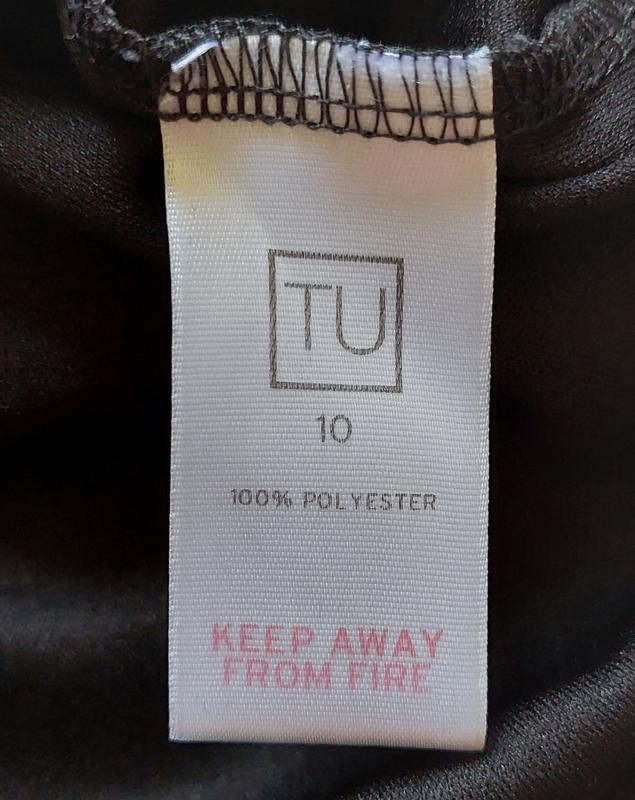 TU
10
100% POLYESTER
KEEP AWAY
FROM FIRE